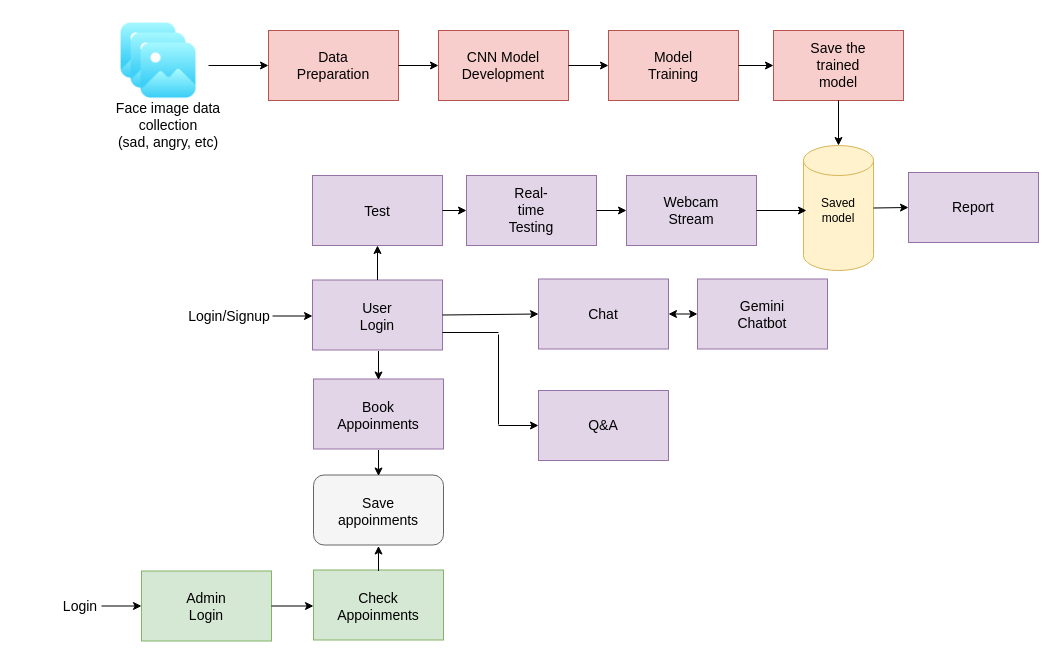 Face image data
collection
(sad, angry, etc)
Data
Preparation
CNN Model
Development
Model
Training
Save the
trained
model
Test
Real-
time
Testing
Webcam
Stream
Saved
model
Report
Login/Signup
User
Login
Chat
Gemini
Chatbot
Book
Appoinments
Q&A
Save
appoinments
Login
Admin
Login
Check
Appoinments